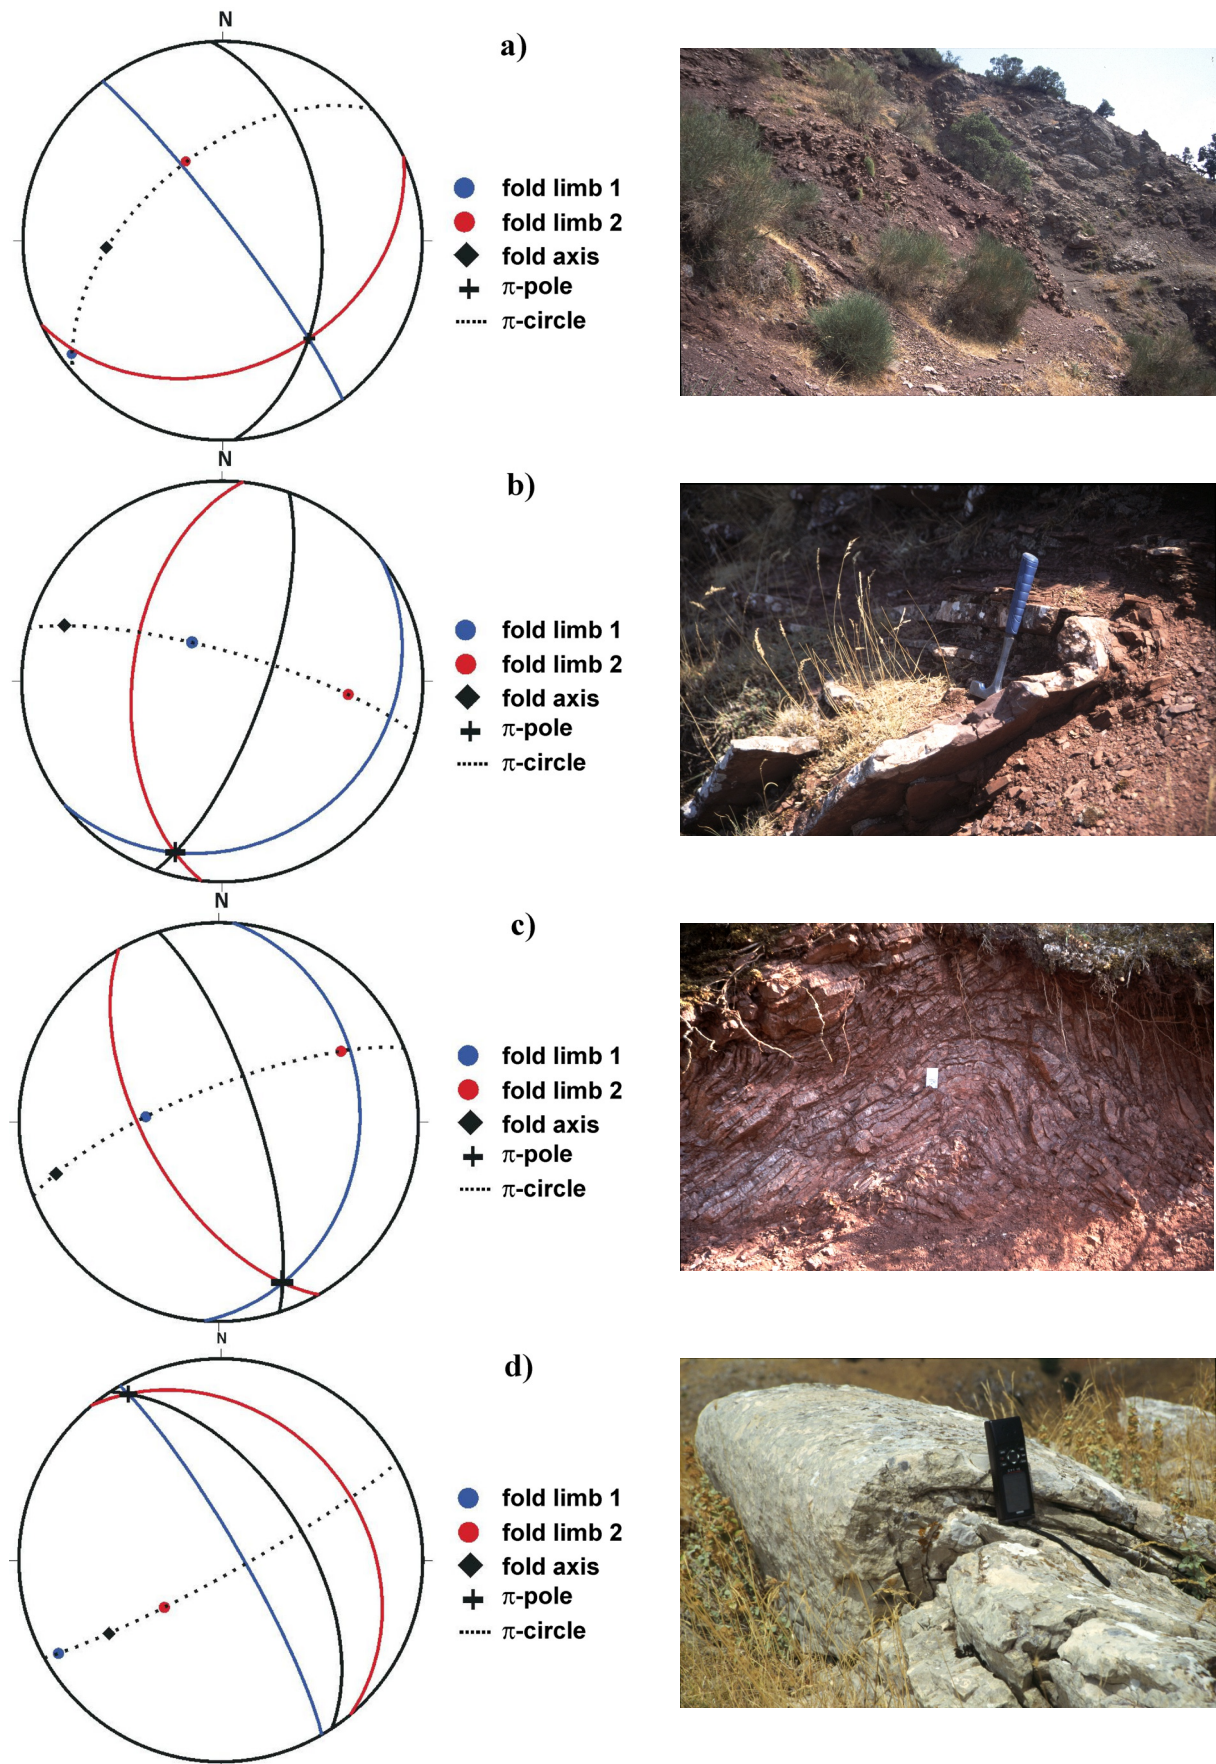 N
a)
fold limb 1
fold limb 2
fold axis
π-pole
π-circle
N
b)
fold limb 1
fold limb 2
fold axis
π-pole
π-circle
N
c)
fold limb 1
fold limb 2
fold axis
π-pole
π-circle
N
d)
fold limb 1
fold limb 2
fold axis
π-pole
π-circle